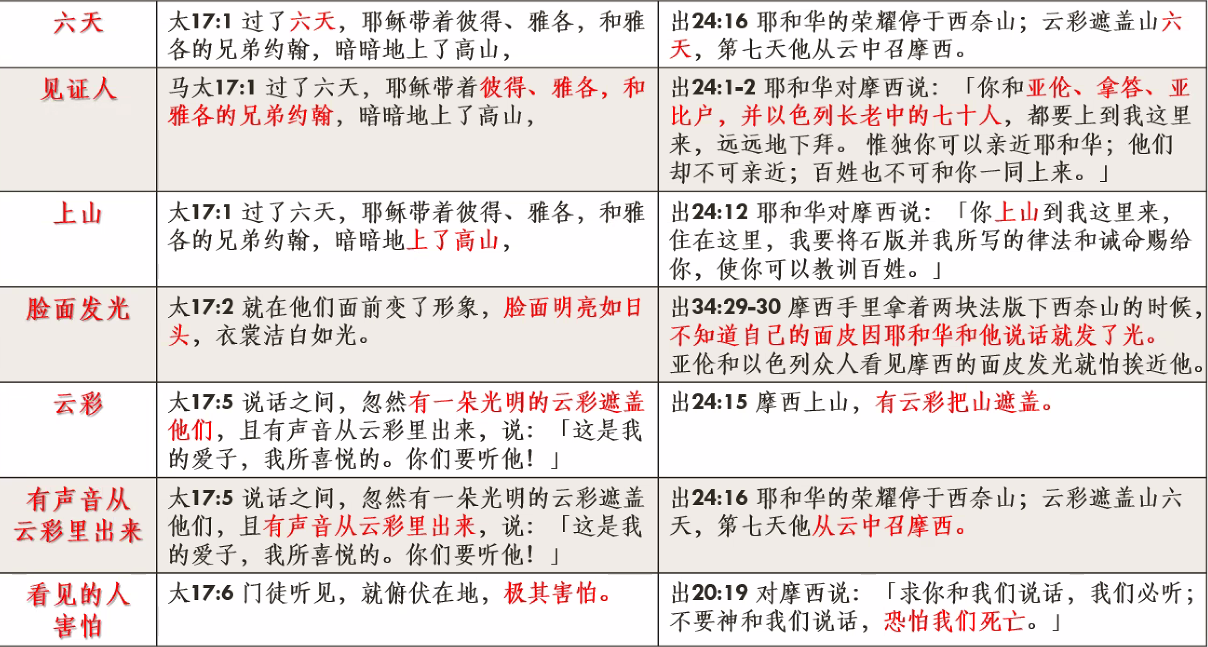 六天
太17:1 过了六天，耶稣带着彼得、雅各，和雅
各的兄弟约翰，暗暗地上了高山，
出24:16 耶和华的荣耀停于西奈山；云彩遮盖山六
天，第七天他从云中召摩西。
见证人
马太17:1 过了六天，耶稣带着彼得、雅各，和
雅各的兄弟约翰，暗暗地上了高山，
出24:1-2 耶和华对摩西说：「你和亚伦、拿答、亚
比户，并以色列长老中的七十人，都要上到我这里
来，远远地下拜。 惟独你可以亲近耶和华；他们
却不可亲近；百姓也不可和你一同上来。」
上山
太17:1 过了六天，耶稣带着彼得、雅各，和雅
各的兄弟约翰，暗暗地上了高山，
出24:12 耶和华对摩西说：「你上山到我这里来，
住在这里，我要将石版并我所写的律法和诫命赐给
你，使你可以教训百姓。」
脸面发光
太17:2 就在他们面前变了形象，脸面明亮如日
头，衣裳洁白如光。
出34:29-30 摩西手里拿着两块法版下西奈山的时候，
不知道自己的面皮因耶和华和他说话就发了光。
亚伦和以色列众人看见摩西的面皮发光就怕挨近他。
云彩
太17:5 说话之间，忽然有一朵光明的云彩遮盖
他们，且有声音从云彩里出来，说：「这是我
的爱子，我所喜悦的。你们要听他！」
出24:15 摩西上山，有云彩把山遮盖。
有声音从
云彩里出来
太17:5 说话之间，忽然有一朵光明的云彩遮盖
他们，且有声音从云彩里出来，说：「这是我
的爱子，我所喜悦的。你们要听他！」
出24:16 耶和华的荣耀停于西奈山；云彩遮盖山六
天，第七天他从云中召摩西。
看见的人
害怕
太17:6 门徒听见，就俯伏在地，极其害怕。
出20:19 对摩西说：「求你和我们说话，我们必听；
不要神和我们说话，恐怕我们死亡。」